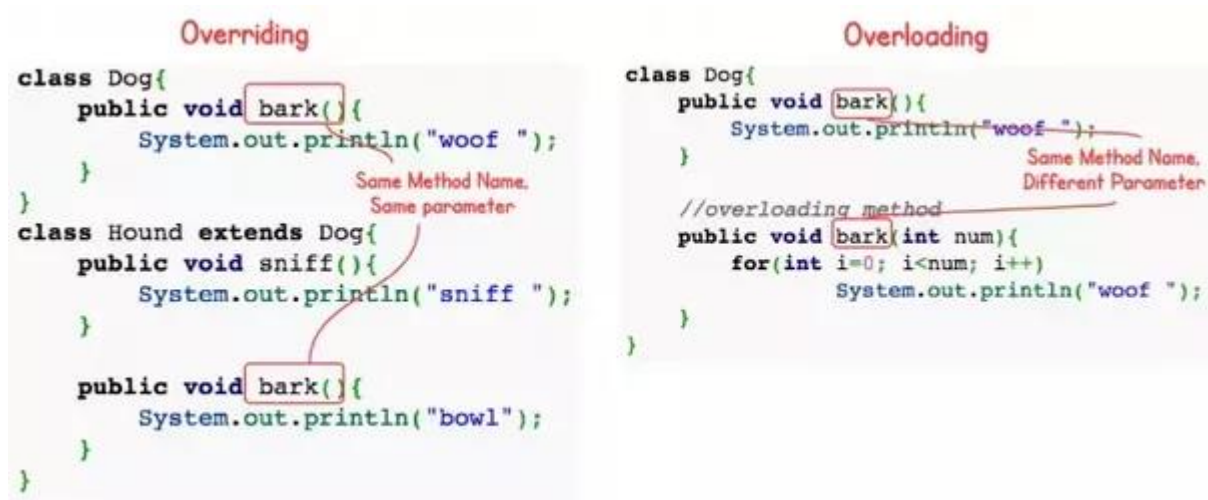 Overriding
class Dog{
public void bark(){
System.out.println("woof ");
}
}
class Hound extends Dog{
public void sniff(){
System.out.println("sniff ");
}
public void bark(){
System.out.println("bowl");
}
}
Same Method Name,
Same parameter
Overloading
class Dog{
public void bark(){
System.out.println("woof ");
}
//overloading method
public void bark(int num){
for(int i=0; i<num; i++)
System.out.println("woof ");
}
}
Same Method Name,
Different Parameter